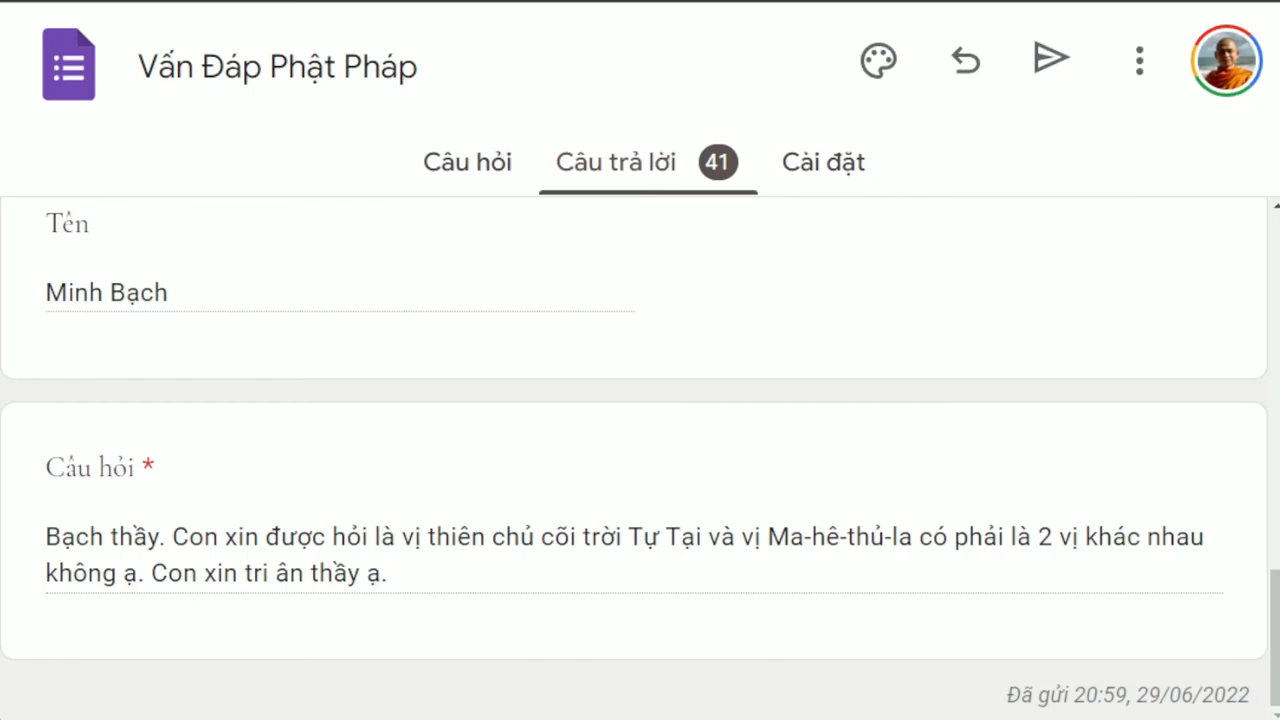 Vấn Đáp Phật Pháp
Câu hỏi
Câu trả lời 41
Cài đặt
Tên
Minh Bạch
Câu hỏi *
Bạch thầy. Con xin được hỏi là vị thiên chủ cõi trời Tự Tại và vị Ma-hê-thủ-la có phải là 2 vị khác nhau
không ạ. Con xin tri ân thầy ạ.
Đã gửi 20:59, 29/06/2022